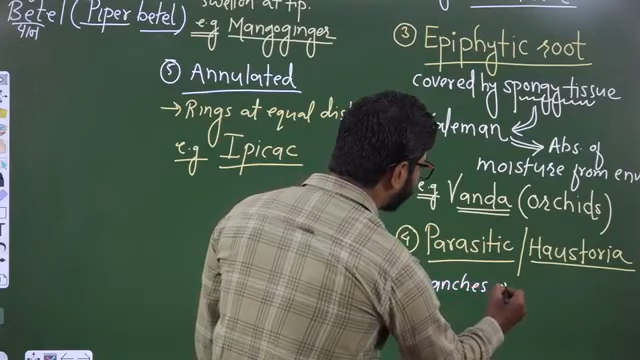 Betel (Piper betel)
पान
swollen at tip.
e.g Mangoginger
⑤ Annulated
→ Rings at equal dis
e.g Ipicac
③ Epiphytic root
covered by spongy tissue
Abs. of
moisture from env
e.g Vanda (orchids)
④ Parasitic / Haustoria